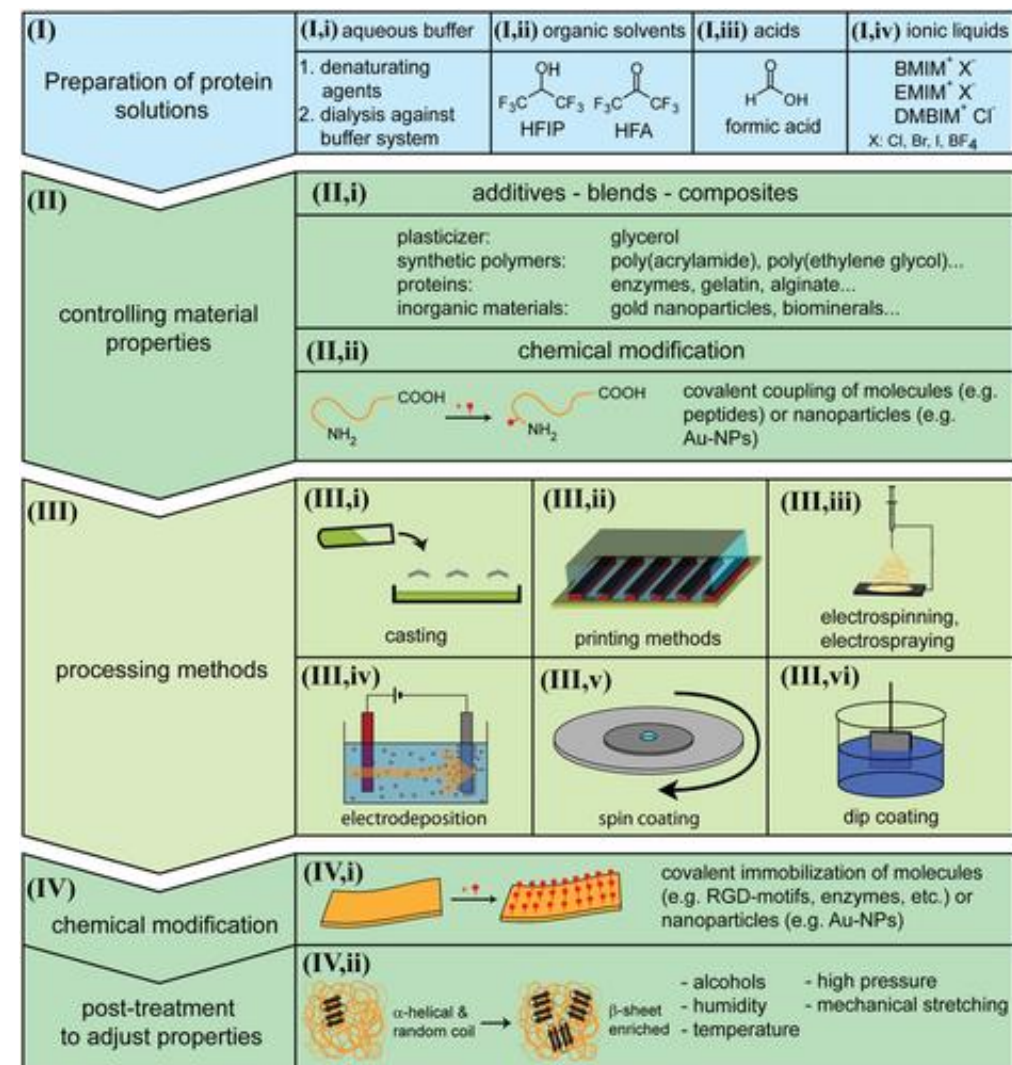 (I)
Preparation of protein
solutions
(I,i) aqueous buffer
1. denaturating
agents
2. dialysis against
buffer system
(I,ii) organic solvents
OH
F₃C CF₃
HFIP
O
F₃C CF₃
HFA
(I,iii) acids
O
H OH
formic acid
(I,iv) ionic liquids
BMIM⁺ X⁻
EMIM⁺ X⁻
DMBIM⁺ Cl⁻
X: Cl, Br, I, BF₄
(II)
controlling material
properties
(II,i) additives - blends - composites
plasticizer: glycerol
synthetic polymers: poly(acrylamide), poly(ethylene glycol)...
proteins: enzymes, gelatin, alginate...
inorganic materials: gold nanoparticles, biominerals...
(II,ii) chemical modification
COOH
NH₂
+
COOH
NH₂
covalent coupling of molecules (e.g.
peptides) or nanoparticles (e.g.
Au-NPs)
(III)
processing methods
(III,i)
casting
(III,ii)
printing methods
(III,iii)
electrospinning,
electrospraying
(III,iv)
electrodeposition
(III,v)
spin coating
(III,vi)
dip coating
(IV)
chemical modification
(IV,i)
+
covalent immobilization of molecules
(e.g. RGD-motifs, enzymes, etc.) or
nanoparticles (e.g. Au-NPs)
post-treatment
to adjust properties
(IV,ii)
α-helical &
random coil
β-sheet
enriched
- alcohols
- humidity
- temperature
- high pressure
- mechanical stretching